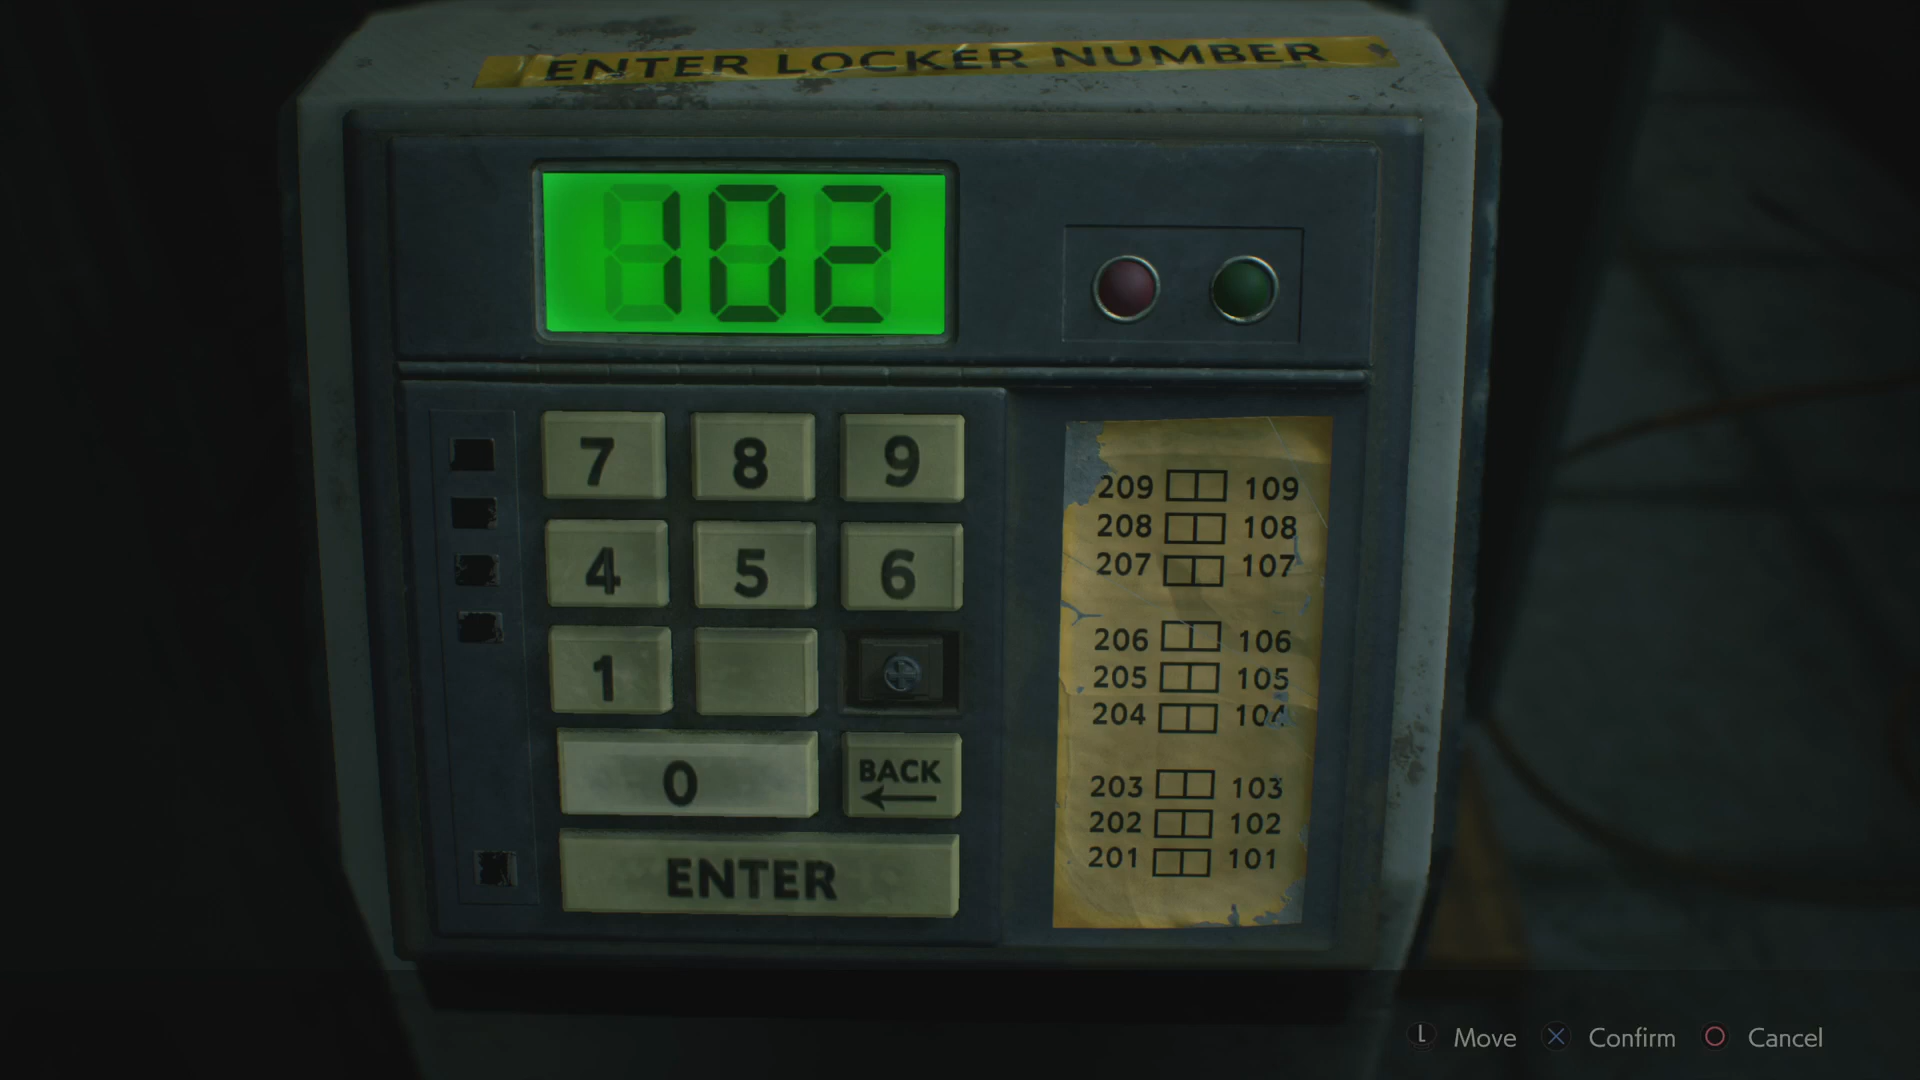 ENTER LOCKER NUMBER
102
7 8 9
4 5 6
1
0 BACK
ENTER
209 109
208 108
207 107
206 106
205 105
204 104
203 103
202 102
201 101
L Move Confirm Cancel